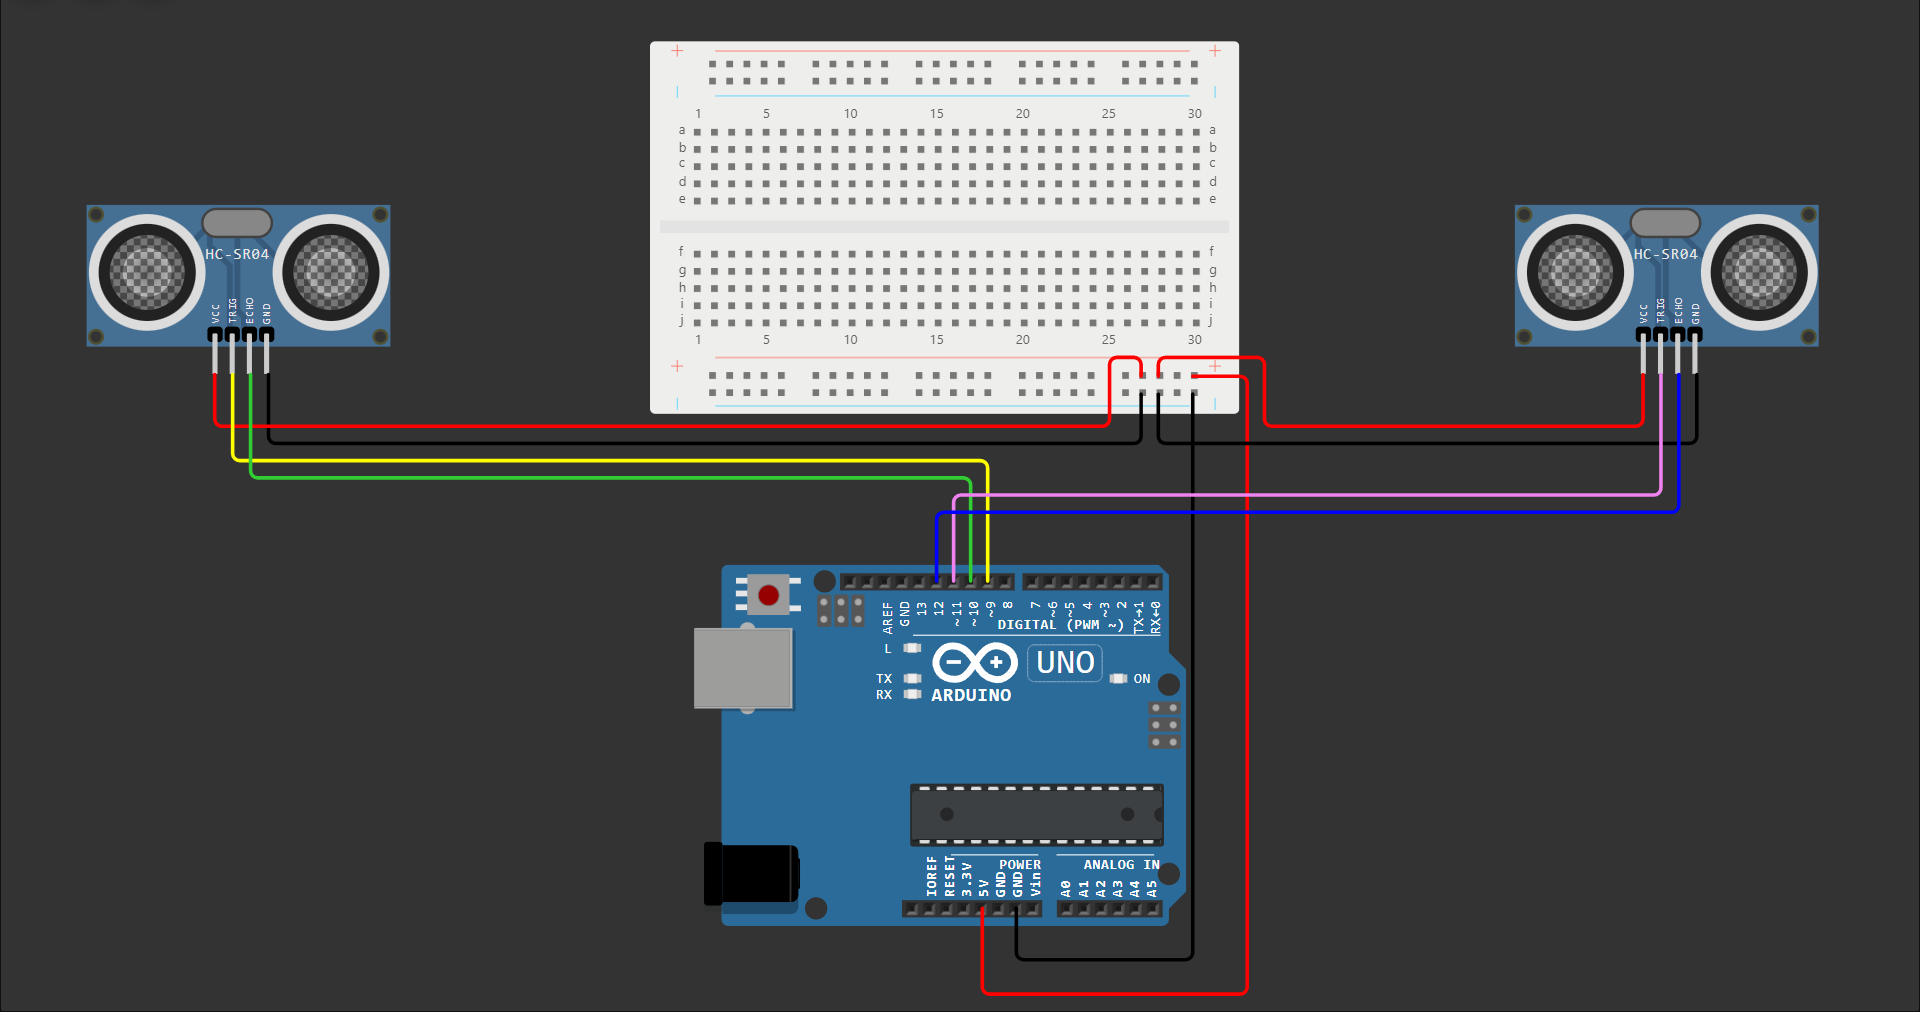 + +
| |
1 5 10 15 20 25 30
a a
b b
c c
d d
e e
f f
g g
h h
i i
j j
1 5 10 15 20 25 30
+ +
| |
HC-SR04
VCC TRIG ECHO GND
HC-SR04
VCC TRIG ECHO GND
AREF GND 13 12 ~11 ~10 ~9 8 7 ~6 ~5 4 ~3 2 TX→1 RX←0
DIGITAL (PWM ~)
L
UNO
TX ON
RX ARDUINO
POWER ANALOG IN
IOREF RESET 3.3V 5V GND GND Vin A0 A1 A2 A3 A4 A5